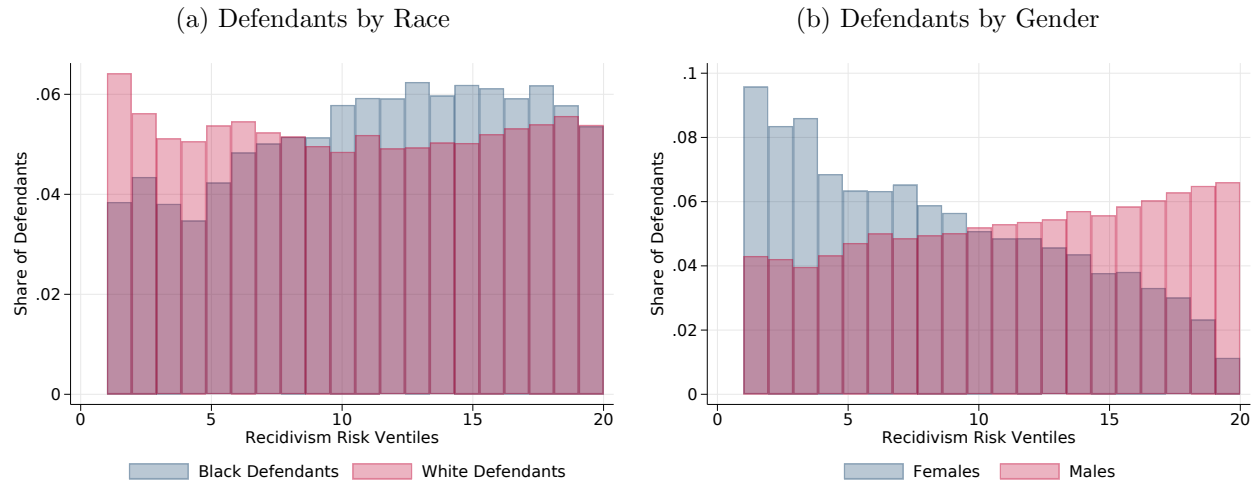 (a) Defendants by Race
Share of Defendants
.06
.04
.02
0
0 5 10 15 20
Recidivism Risk Ventiles
Black Defendants White Defendants
(b) Defendants by Gender
Share of Defendants
.1
.08
.06
.04
.02
0
0 5 10 15 20
Recidivism Risk Ventiles
Females Males